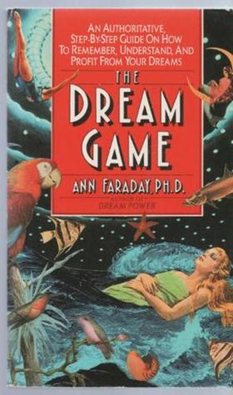 AN AUTHORITATIVE,
STEP-BY-STEP GUIDE ON HOW
TO REMEMBER, UNDERSTAND, AND
PROFIT FROM YOUR DREAMS
THE
DREAM
GAME
ANN FARADAY, PH.D.
AUTHOR OF
DREAM POWER